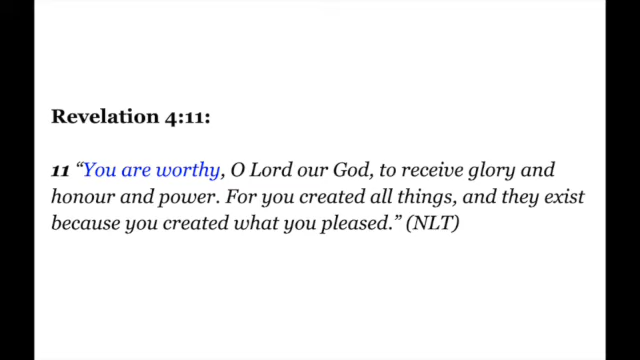 Revelation 4:11:
11 “You are worthy, O Lord our God, to receive glory and
honour and power. For you created all things, and they exist
because you created what you pleased.” (NLT)